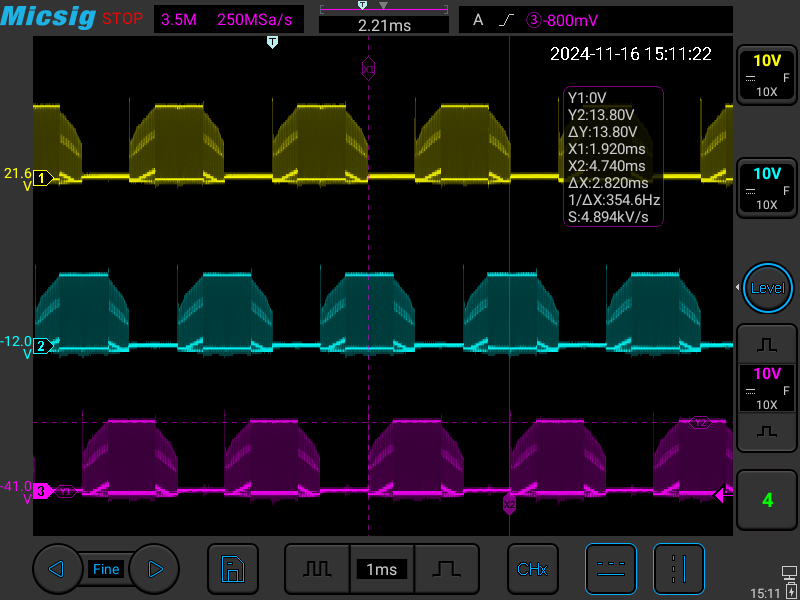 Micsig STOP 3.5M 250MSa/s T 2.21ms A ③-800mV
T
2024-11-16 15:11:22
X1
Y1:0V
Y2:13.80V
ΔY:13.80V
X1:1.920ms
X2:4.740ms
ΔX:2.820ms
1/ΔX:354.6Hz
S:4.894kV/s
21.6
V
1
-12.0
V
2
-41.0
V
3
Y1
Y2
X2
10V
F
10X
10V
F
10X
Level
10V
F
10X
4
Fine
1ms
CHx
15:11